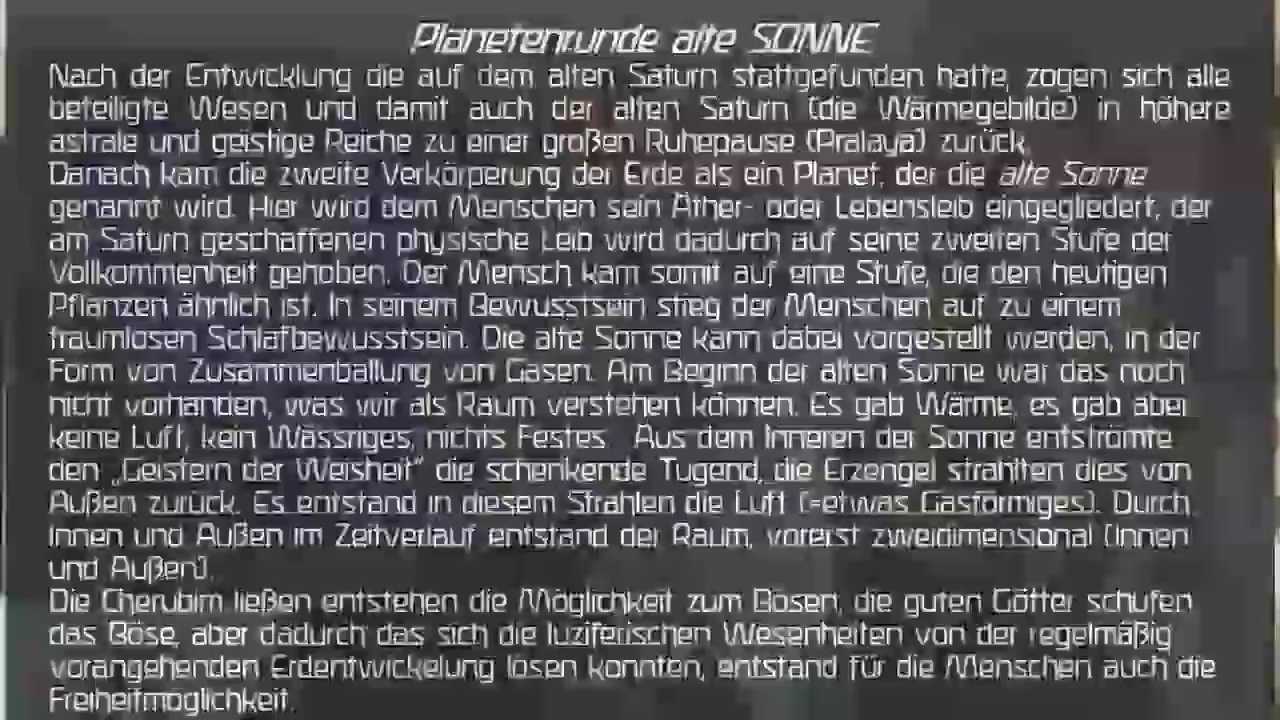 Planetenrunde alte SONNE
Nach der Entwicklung die auf dem alten Saturn stattgefunden hatte, zogen sich alle
beteiligte Wesen und damit auch der alten Saturn (die Wärmegebilde) in höhere
astrale und geistige Reiche zu einer großen Ruhepause (Pralaya) zurück.
Danach kam die zweite Verkörperung der Erde als ein Planet, der die alte Sonne
genannt wird. Hier wird dem Menschen sein Äther- oder Lebensleib eingegliedert, der
am Saturn geschaffenen physische Leib wird dadurch auf seine zweiten Stufe der
Vollkommenheit gehoben. Der Mensch kam somit auf eine Stufe, die den heutigen
Pflanzen ähnlich ist. In seinem Bewusstsein stieg der Menschen auf zu einem
traumlosen Schlafbewusstsein. Die alte Sonne kann dabei vorgestellt werden, in der
Form von Zusammenballung von Gasen. Am Beginn der alten Sonne war das noch
nicht vorhanden, was wir als Raum verstehen können. Es gab Wärme, es gab aber
keine Luft, kein Wässriges, nichts Festes. Aus dem Inneren der Sonne entströmte
den „Geistern der Weisheit“ die schenkende Tugend, die Erzengel strahlten dies von
Außen zurück. Es entstand in diesem Strahlen die Luft (=etwas Gasförmiges). Durch
Innen und Außen im Zeitverlauf entstand der Raum, vorerst zweidimensional (Innen
und Außen).
Die Cherubim ließen entstehen die Möglichkeit zum Bösen, die guten Götter schufen
das Böse, aber dadurch das sich die luziferischen Wesenheiten von der regelmäßig
vorangehenden Erdentwickelung lösen konnten, entstand für die Menschen auch die
Freiheitmöglichkeit.